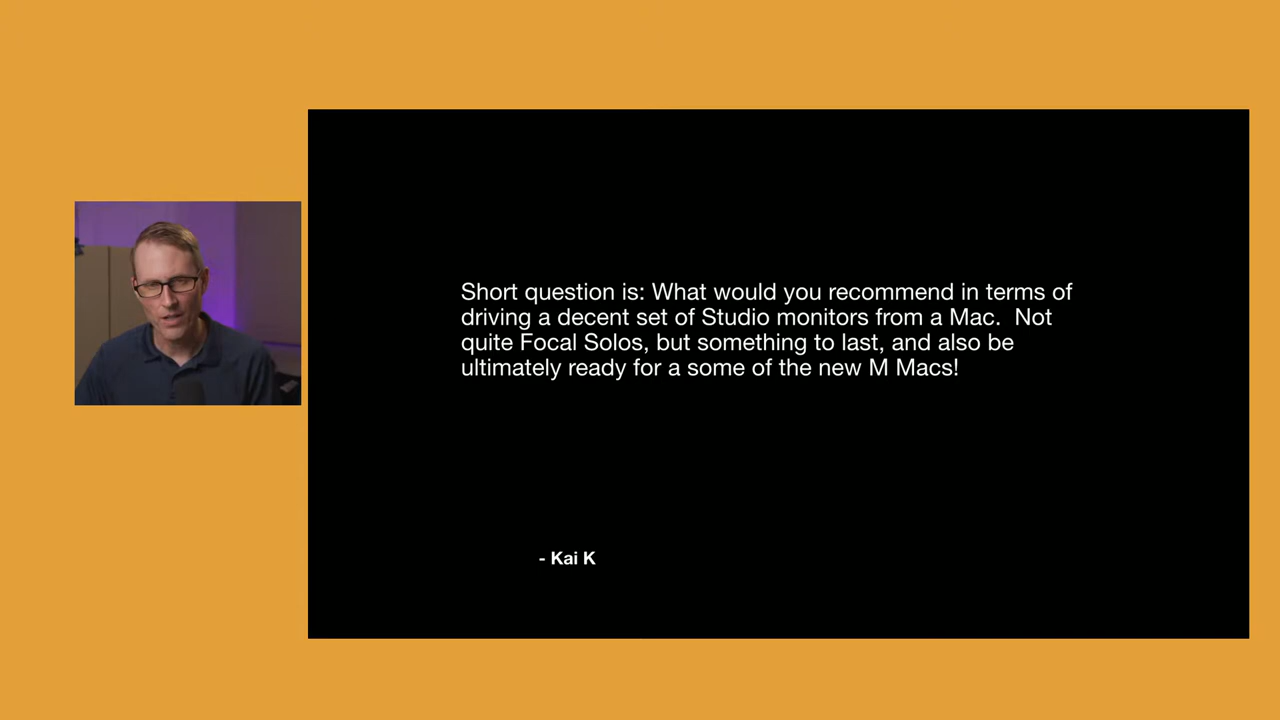 Short question is: What would you recommend in terms of
driving a decent set of Studio monitors from a Mac.  Not
quite Focal Solos, but something to last, and also be
ultimately ready for a some of the new M Macs!
- Kai K